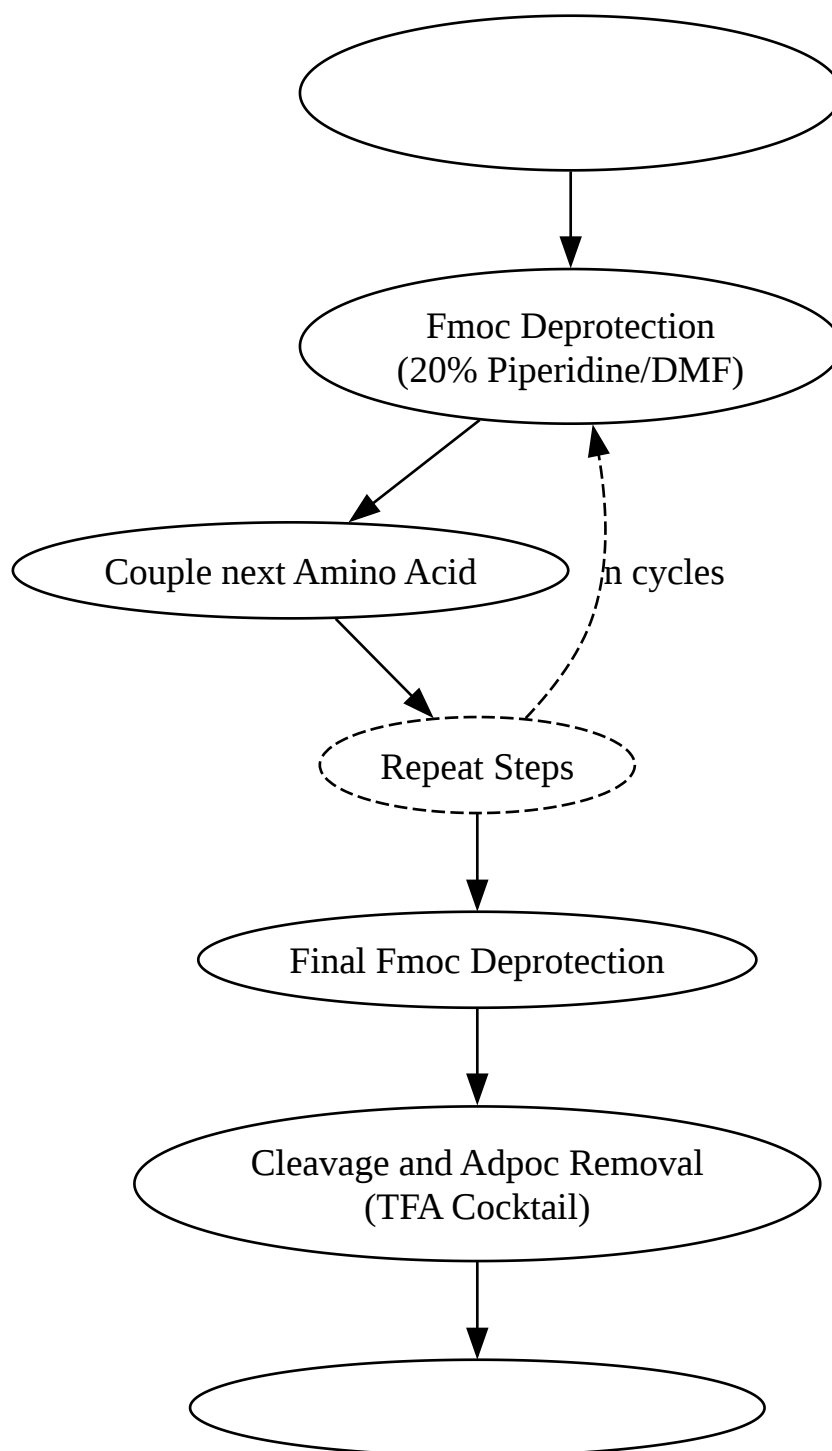 Fmoc Deprotection
(20% Piperidine/DMF)
Couple next Amino Acid
n cycles
Repeat Steps
Final Fmoc Deprotection
Cleavage and Adpoc Removal
(TFA Cocktail)